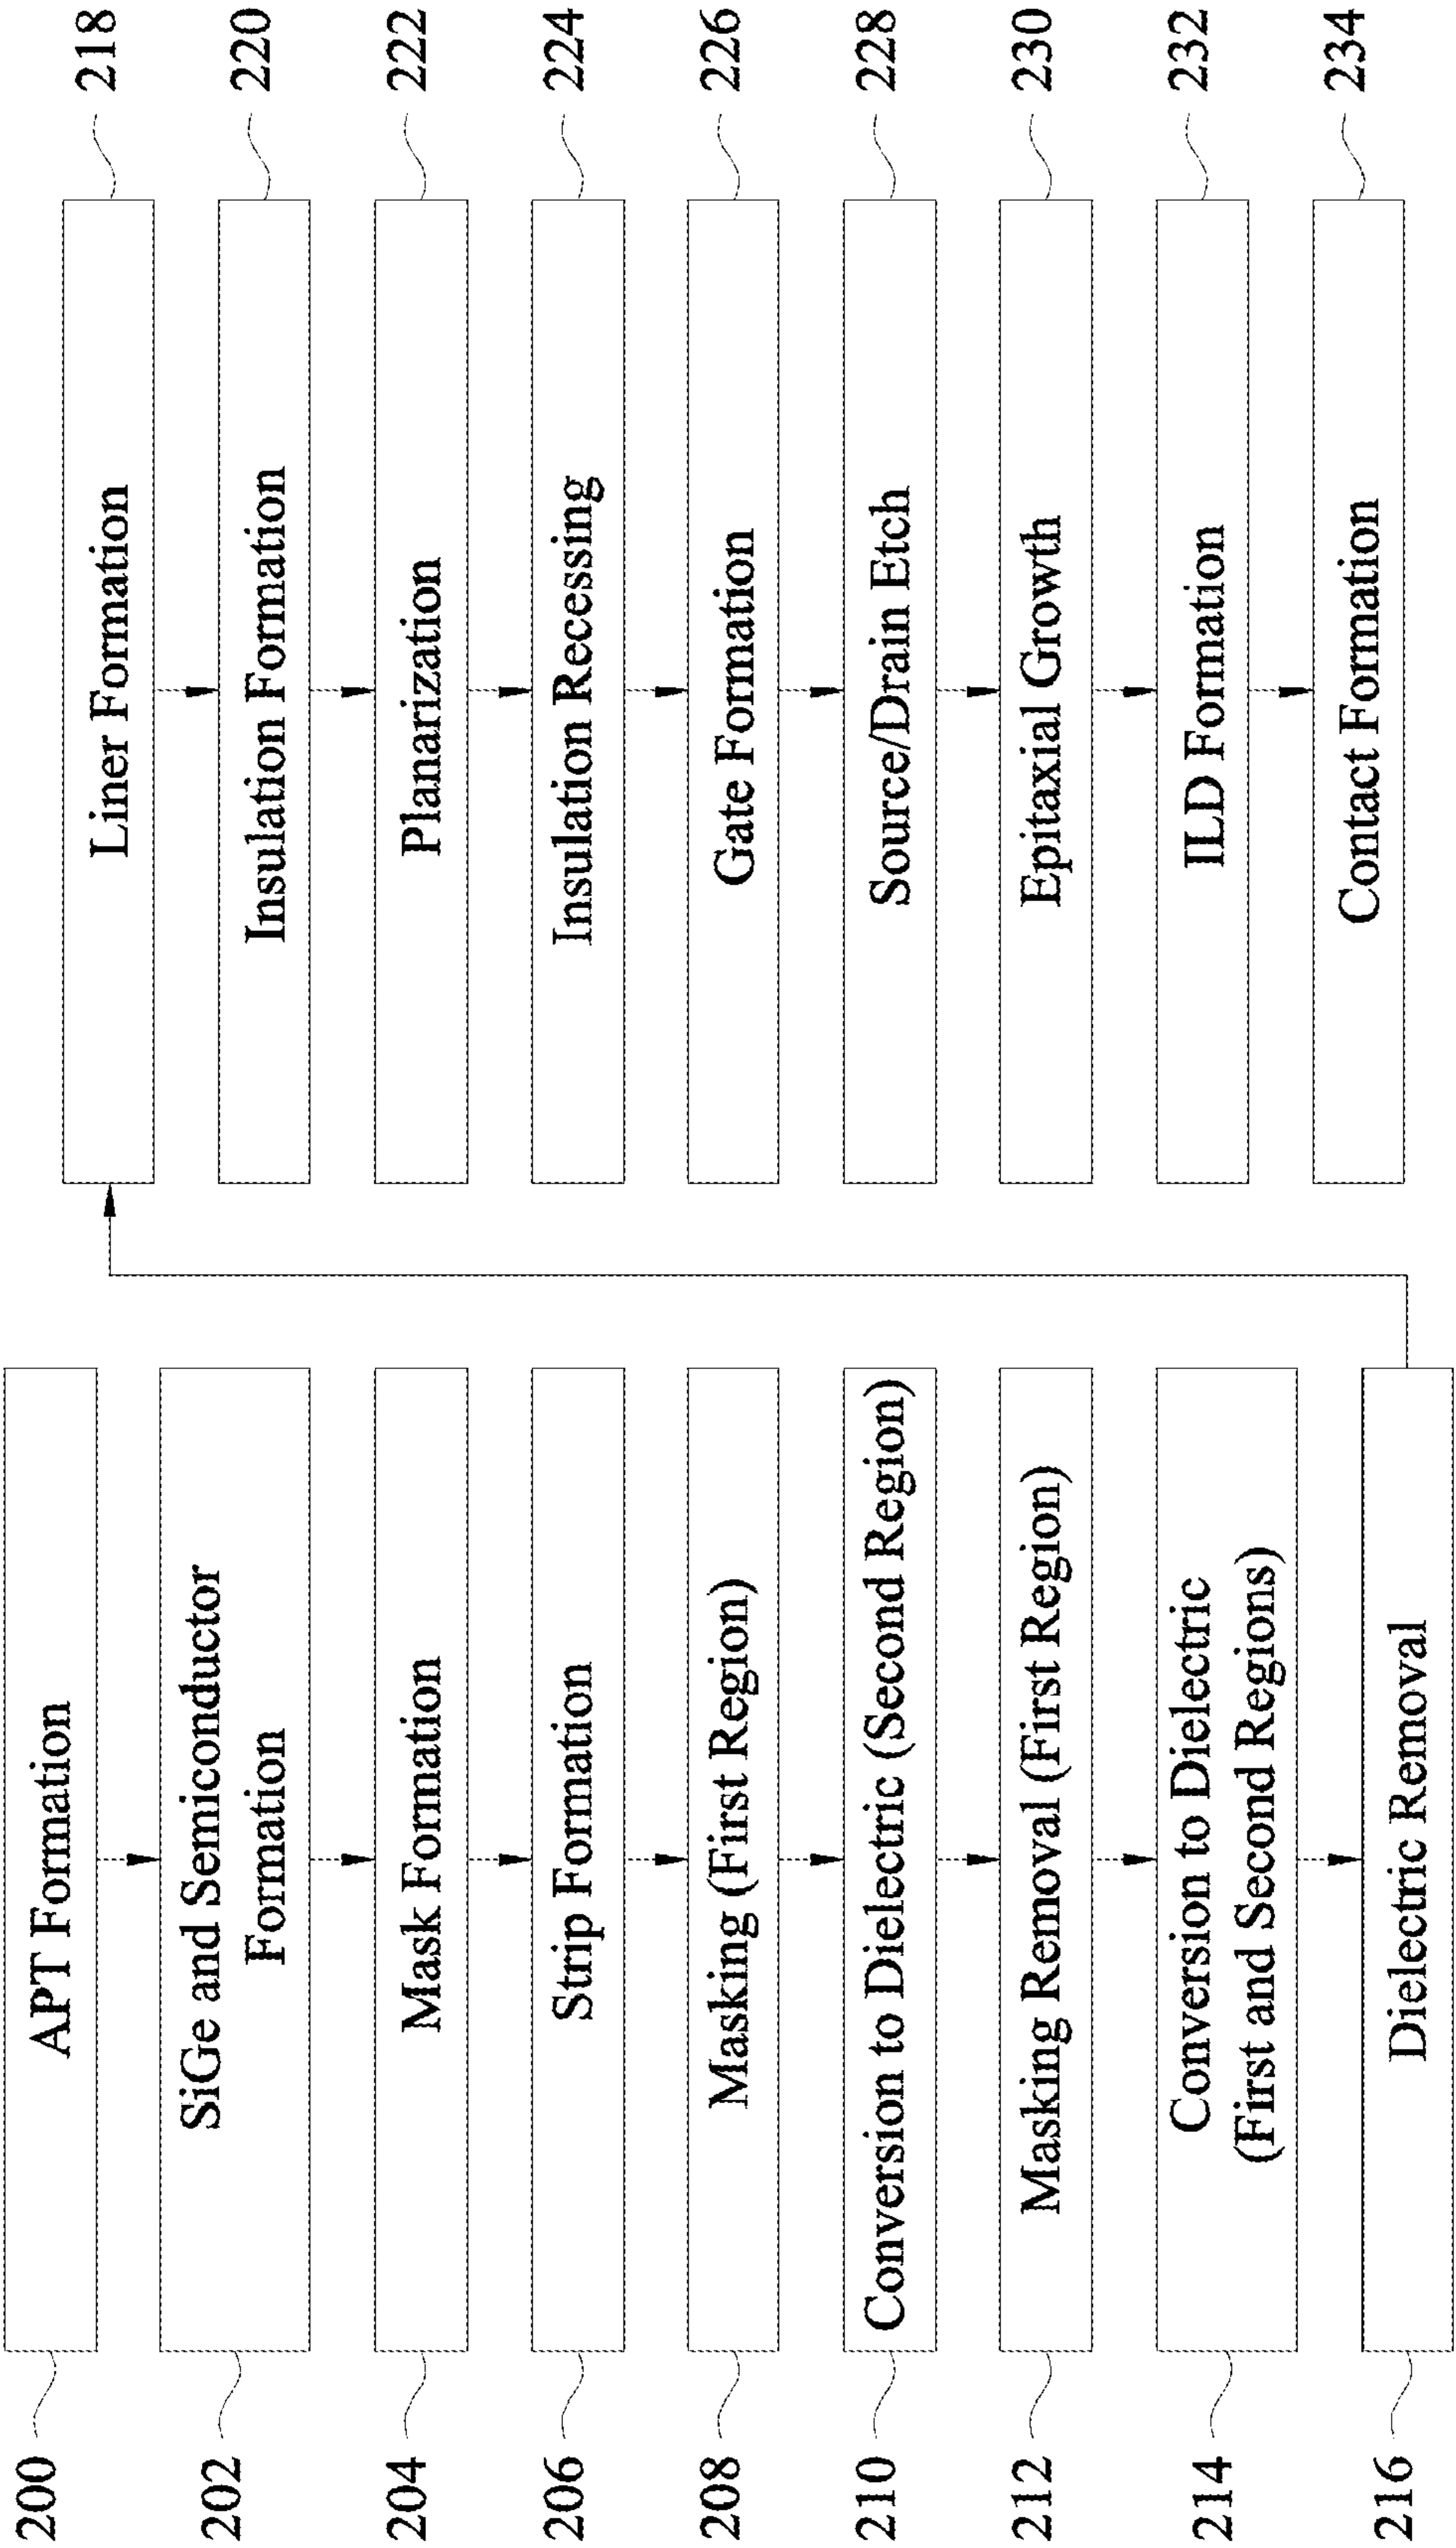 200
APT Formation
202
SiGe and Semiconductor
Formation
204
Mask Formation
206
Strip Formation
208
Masking (First Region)
210
Conversion to Dielectric (Second Region)
212
Masking Removal (First Region)
214
Conversion to Dielectric
(First and Second Regions)
216
Dielectric Removal
Liner Formation
218
Insulation Formation
220
Planarization
222
Insulation Recessing
224
Gate Formation
226
Source/Drain Etch
228
Epitaxial Growth
230
ILD Formation
232
Contact Formation
234